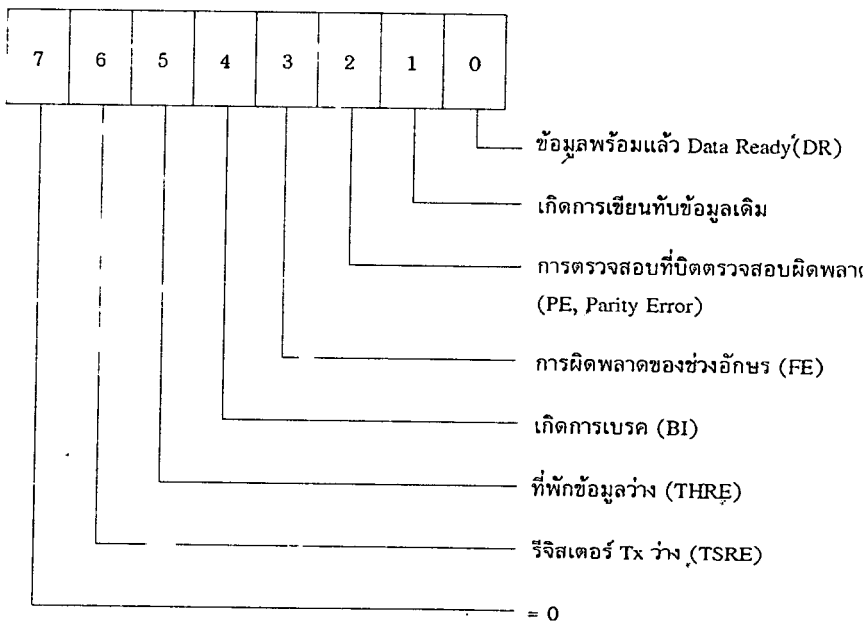 7 6 5 4 3 2 1 0
ข้อมูลพร้อมแล้ว Data Ready (DR)
เกิดการเขียนทับข้อมูลเดิม
การตรวจสอบที่บิตตรวจสอบผิดพลาด
(PE, Parity Error)
การผิดพลาดของช่วงอักษร (FE)
เกิดการเบรค (BI)
ที่พักข้อมูลว่าง (THRE)
รีจิสเตอร์ Tx ว่าง (TSRE)
= 0